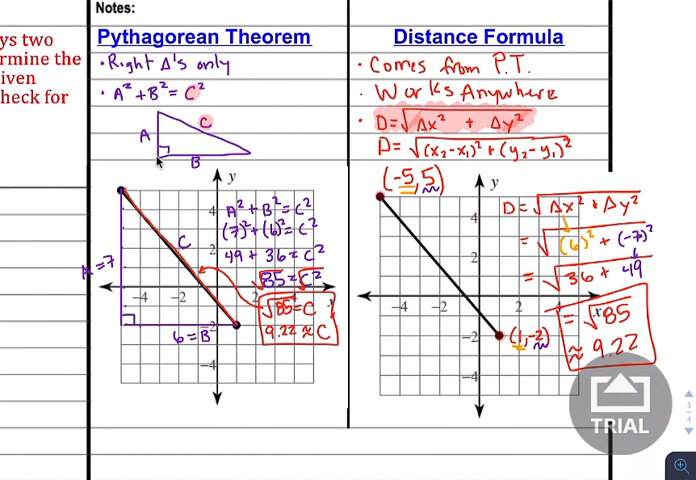 Notes:
ys two
rmine the
iven
heck for
Pythagorean Theorem
• Right Δ's only
• A² + B² = C²
A
C
B
y
4
2
-4
-2
2
-2
-4
A = 7
C
6 = B
A² + B² = C²
(7)² + (6)² = C²
49 + 36 = C²
√85 = √C²
√85 = C
9.22 ≈ C
Distance Formula
• Comes from P.T.
• Works Anywhere
• D = √Δx² + Δy²
D = √(x₂-x₁)² + (y₂-y₁)²
(-5, 5)
y
4
2
-4
-2
2
-2
-4
(1, -2)
D = √Δx² + Δy²
= √(6)² + (-7)²
= √36 + 49
= √85
≈ 9.22
x
TRIAL
3/4